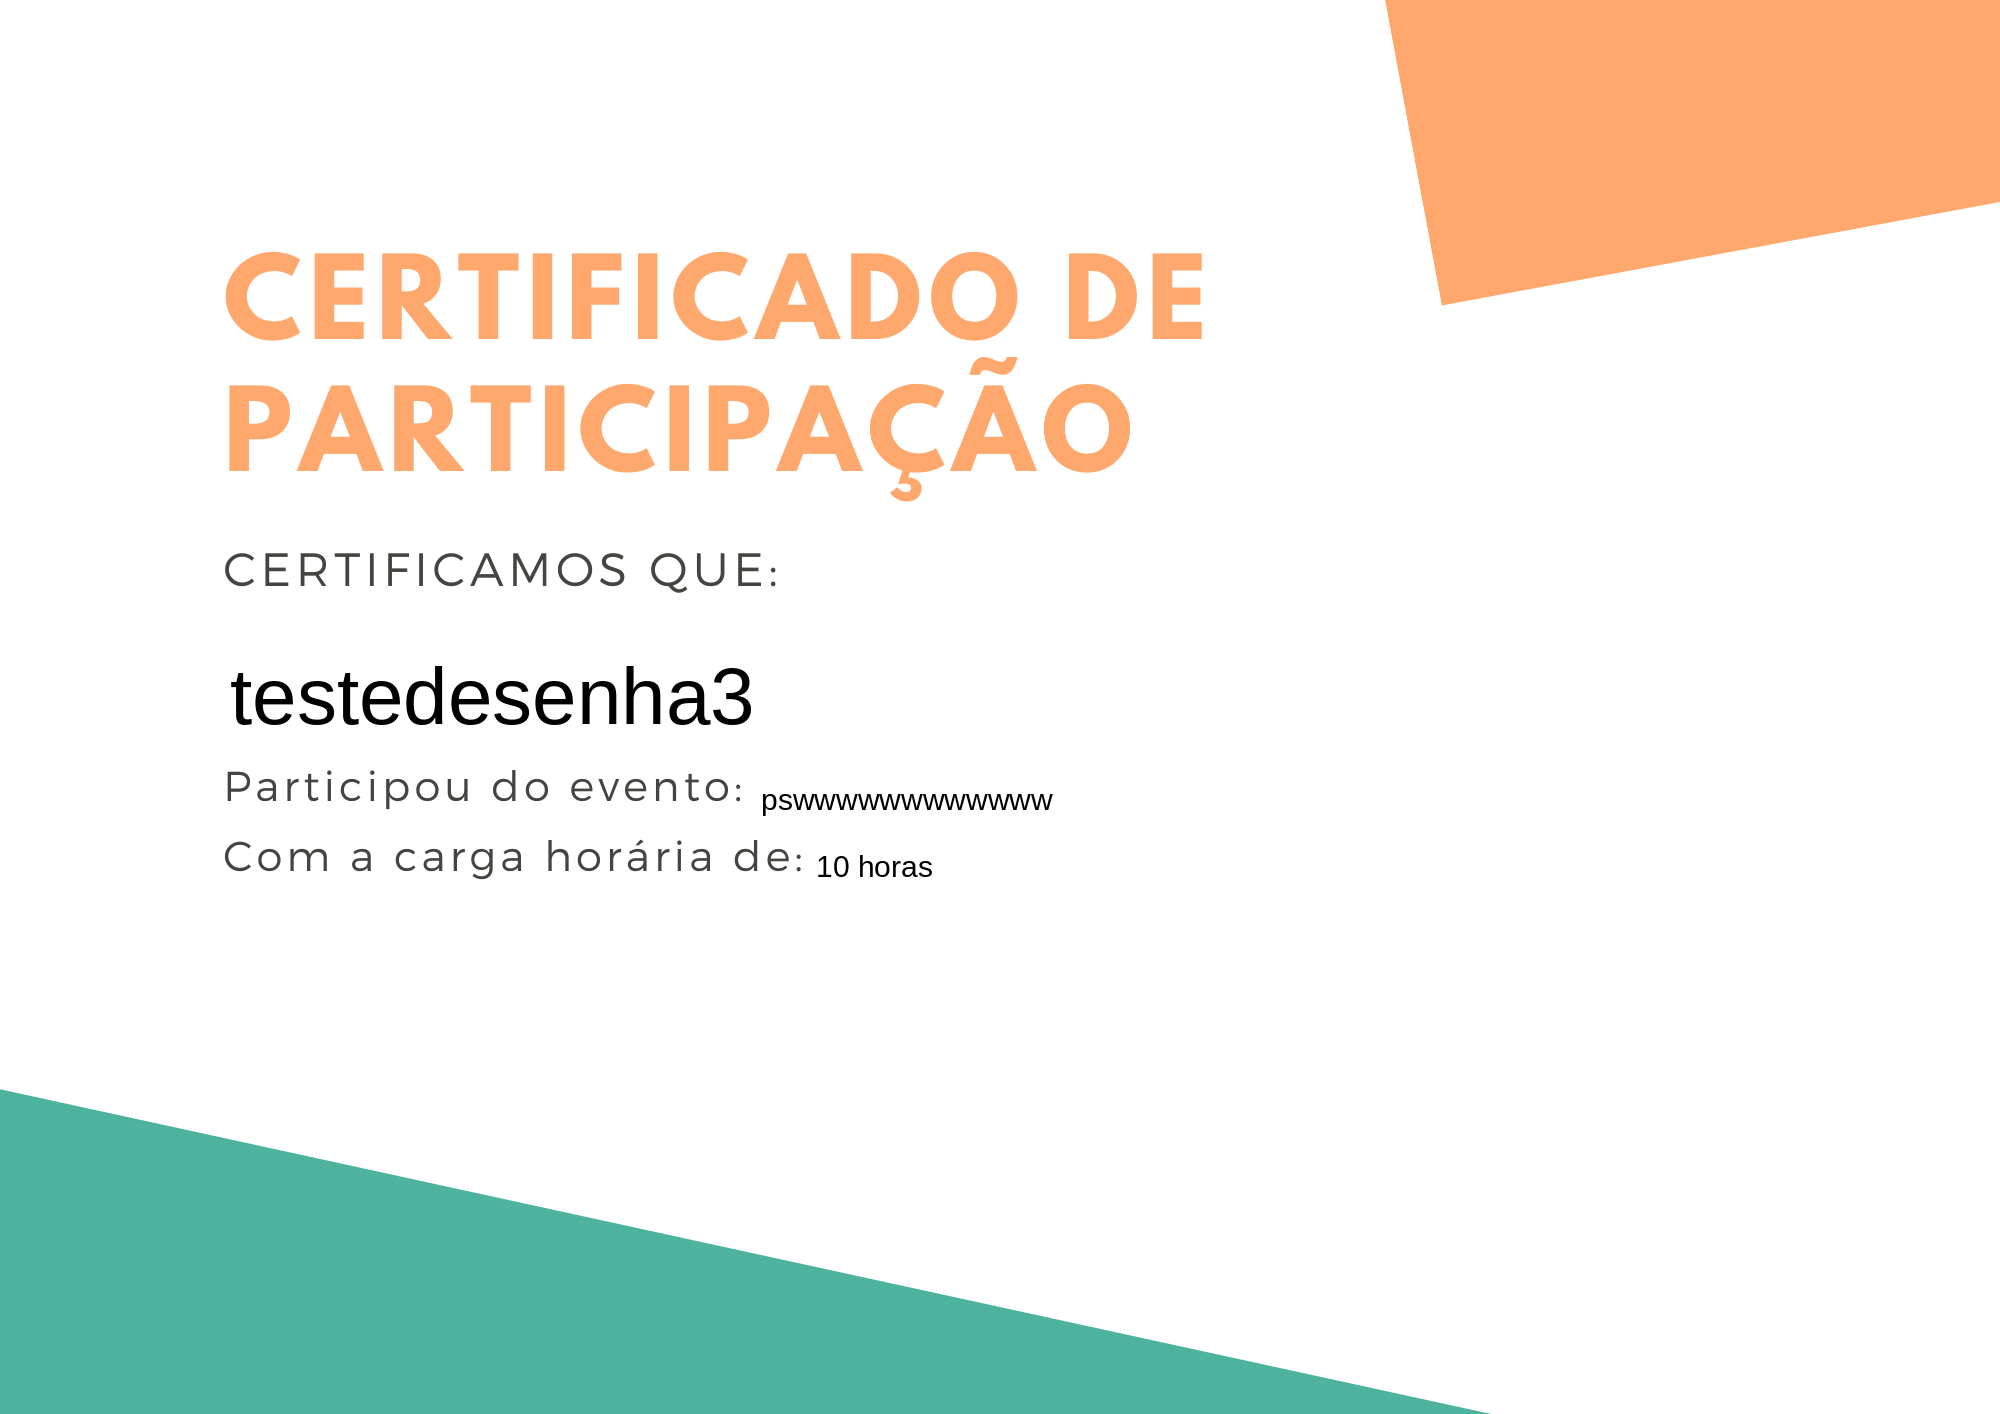 CERTIFICADO DE
PARTICIPAÇÃO
CERTIFICAMOS QUE:
testedesenha3
Participou do evento: pswwwwwwwwwwww
Com a carga horária de: 10 horas